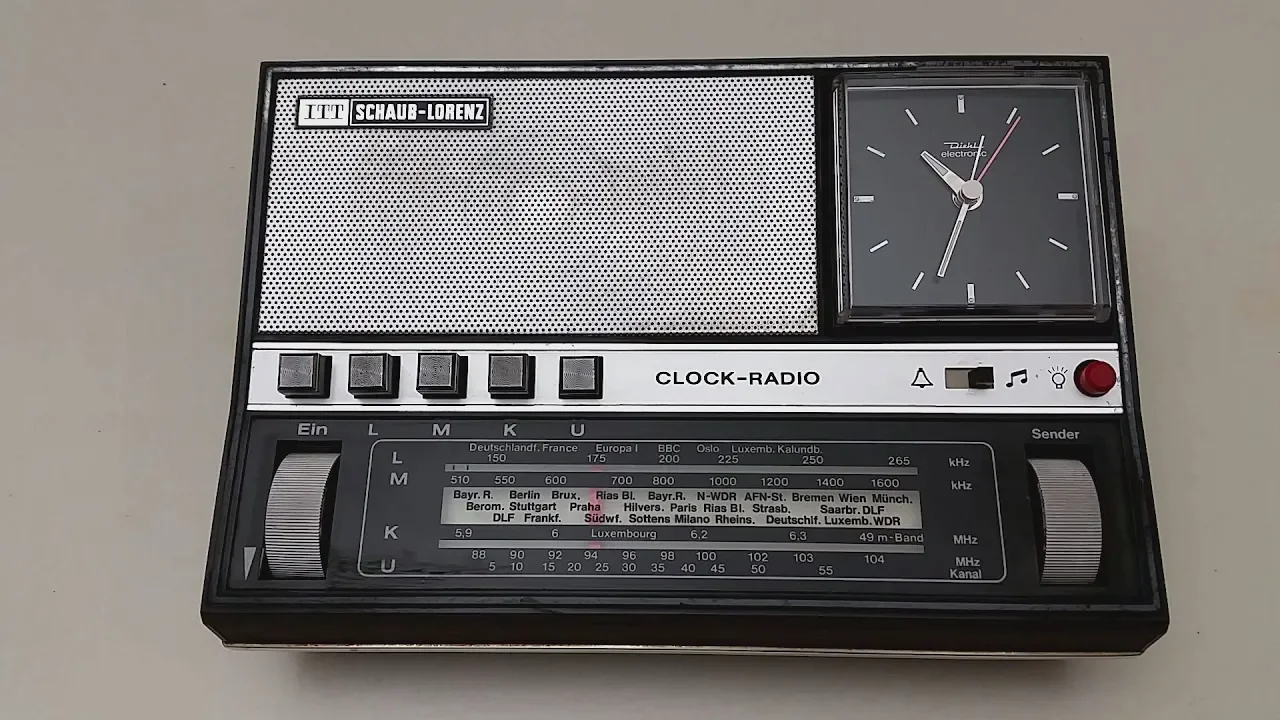 ITT SCHAUB-LORENZ
Diehl
electronic
CLOCK-RADIO
Ein L M K U
Sender
Deutschlandf. France Europa I BBC Oslo Luxemb. Kalundb.
L 150 175 200 225 250 265 kHz
M 510 550 600 700 800 1000 1200 1400 1600 kHz
Bayr. R. Berlin Brux, Rias Bl. Bayr.R. N-WDR AFN-St. Bremen Wien Münch.
Berom. Stuttgart Praha Hilvers. Paris Rias Bl. Strasb. Saarbr. DLF
DLF Frankf. Südwf. Sottens Milano Rheins. Deutschlf. Luxemb. WDR
K 5,9 6 Luxembourg 6,2 6,3 49 m-Band MHz
U 88 90 92 94 96 98 100 102 103 104 MHz
5 10 15 20 25 30 35 40 45 50 55 Kanal